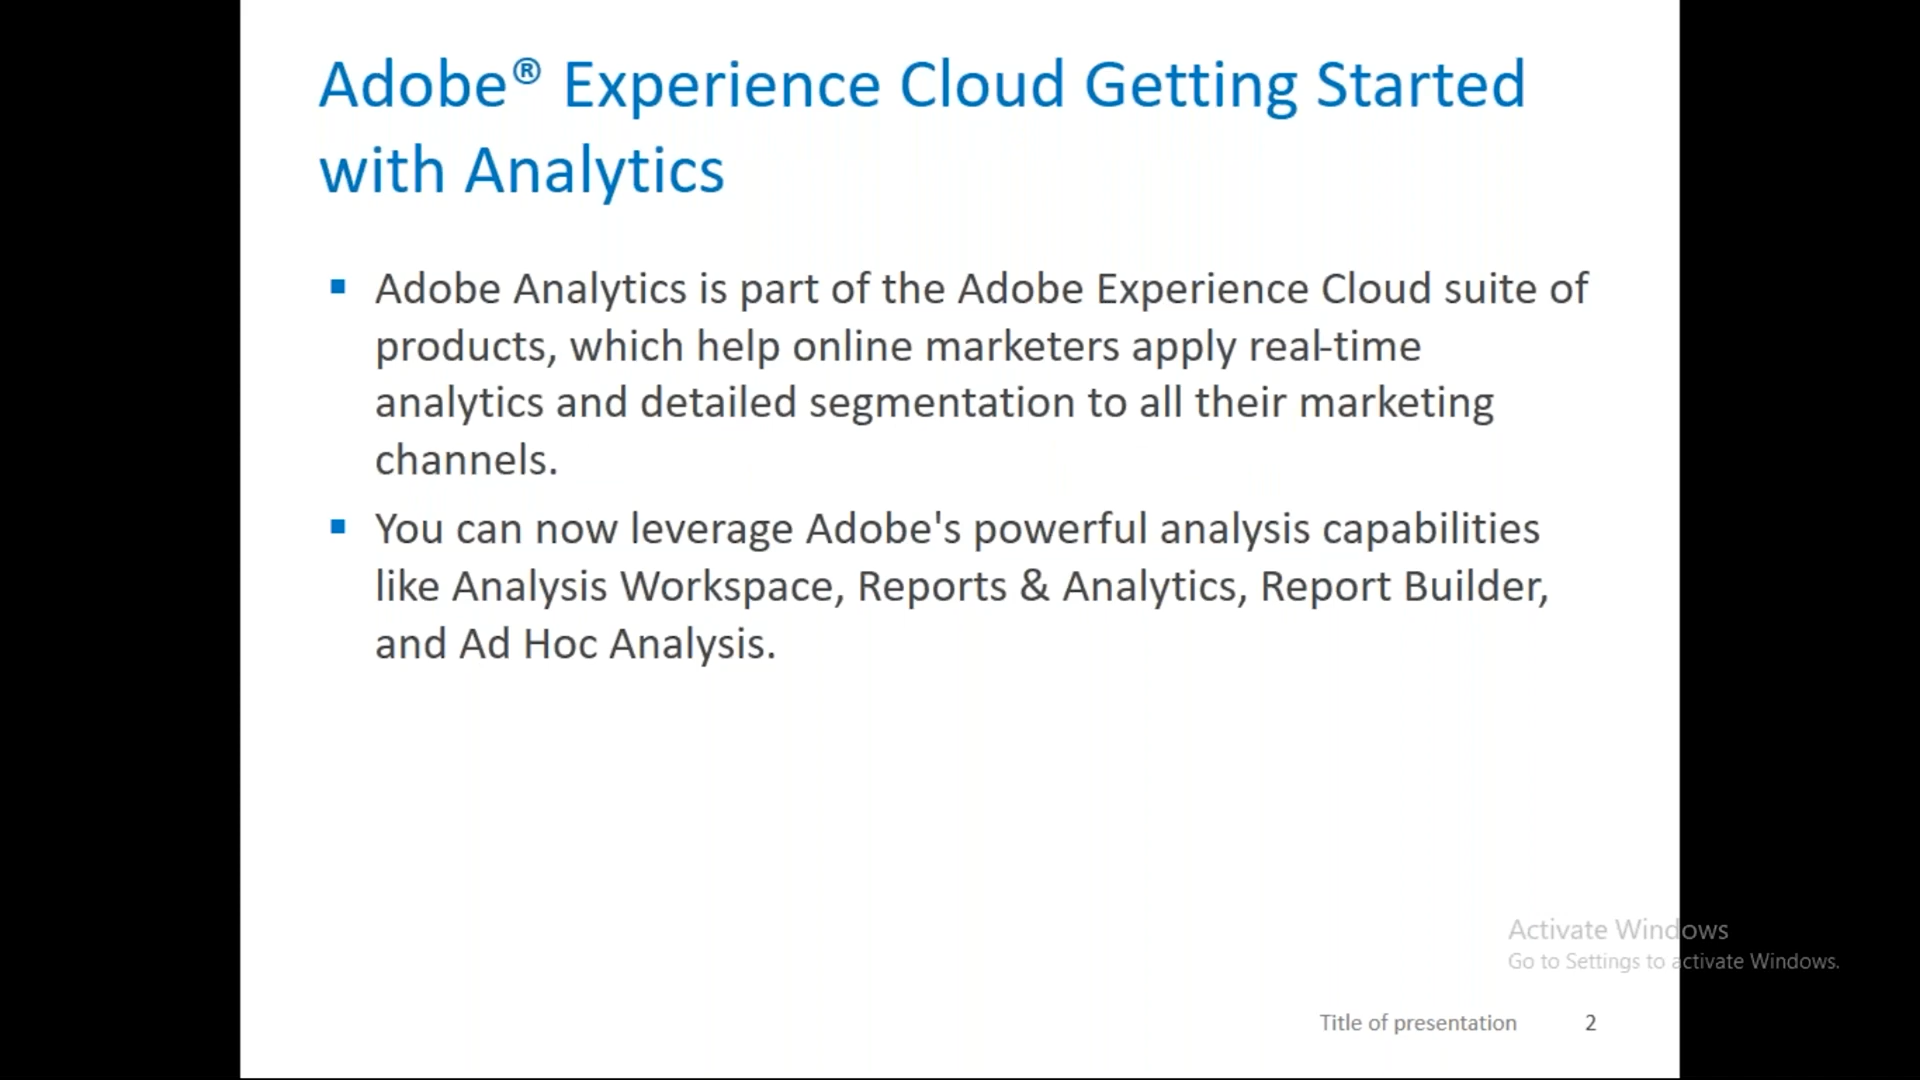 Adobe® Experience Cloud Getting Started
with Analytics
▪ Adobe Analytics is part of the Adobe Experience Cloud suite of
products, which help online marketers apply real-time
analytics and detailed segmentation to all their marketing
channels.
▪ You can now leverage Adobe's powerful analysis capabilities
like Analysis Workspace, Reports & Analytics, Report Builder,
and Ad Hoc Analysis.
Activate Windows
Go to Settings to activate Windows.
Title of presentation 2